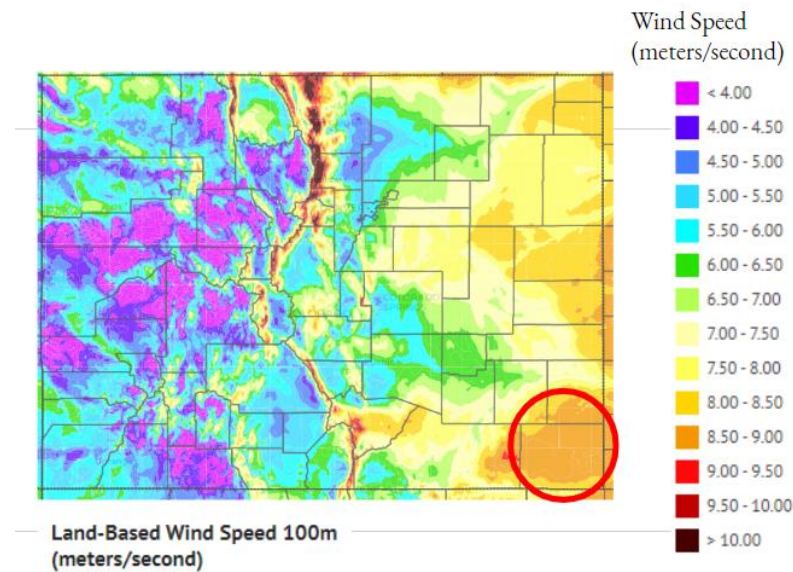 Wind Speed
(meters/second)
< 4.00
4.00 - 4.50
4.50 - 5.00
5.00 - 5.50
5.50 - 6.00
6.00 - 6.50
6.50 - 7.00
7.00 - 7.50
7.50 - 8.00
8.00 - 8.50
8.50 - 9.00
9.00 - 9.50
9.50 - 10.00
> 10.00
Land-Based Wind Speed 100m
(meters/second)